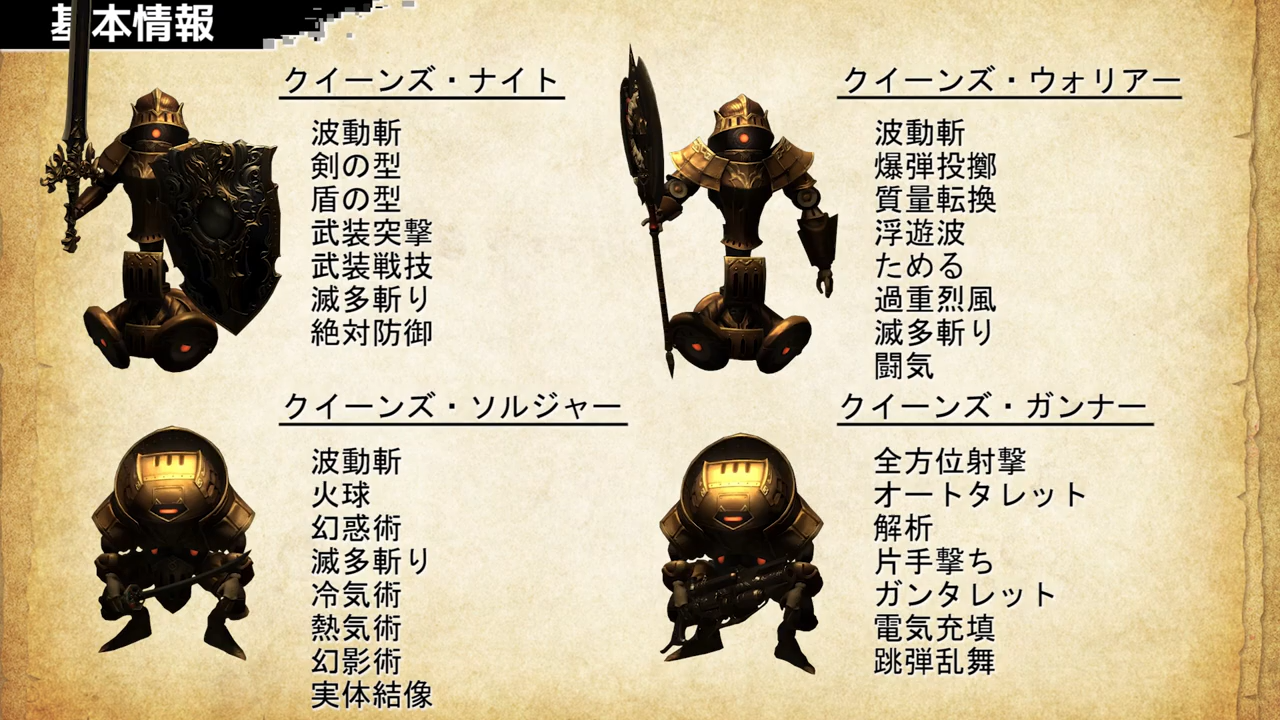 基本情報
クイーンズ・ナイト
波動斬
剣の型
盾の型
武装突撃
武装戦技
滅多斬り
絶対防御
クイーンズ・ウォリアー
波動斬
爆弾投擲
質量転換
浮遊波
ためる
過重烈風
滅多斬り
闘気
クイーンズ・ソルジャー
波動斬
火球
幻惑術
滅多斬り
冷気術
熱気術
幻影術
実体結像
クイーンズ・ガンナー
全方位射撃
オートタレット
解析
片手撃ち
ガンタレット
電気充填
跳弾乱舞